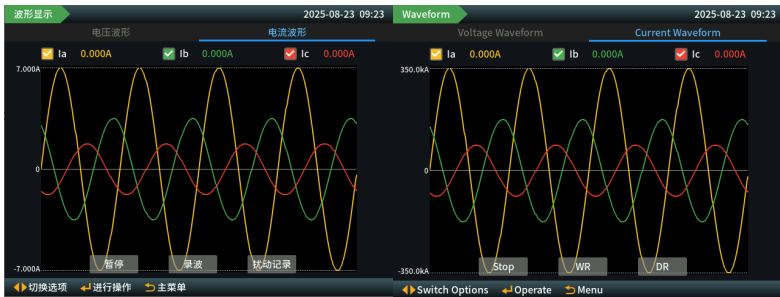 波形显示 2025-08-23 09:23
电压波形 电流波形
Ia 0.000A Ib 0.000A Ic 0.000A
7.000A
0
-7.000A
暂停 录波 扰动记录
切换选项 进行操作 主菜单
Waveform 2025-08-23 09:23
Voltage Waveform Current Waveform
Ia 0.000A Ib 0.000A Ic 0.000A
350.0kA
0
-350.0kA
Stop WR DR
Switch Options Operate Menu